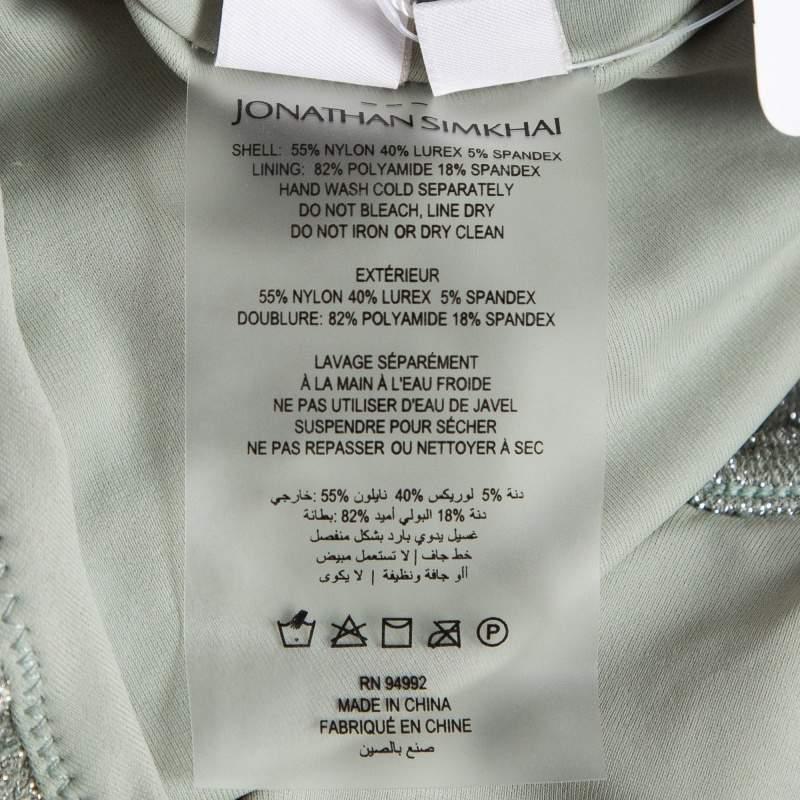 JONATHAN SIMKHAI
SHELL: 55% NYLON 40% LUREX 5% SPANDEX
LINING: 82% POLYAMIDE 18% SPANDEX
HAND WASH COLD SEPARATELY
DO NOT BLEACH, LINE DRY
DO NOT IRON OR DRY CLEAN
EXTÉRIEUR
55% NYLON 40% LUREX 5% SPANDEX
DOUBLURE: 82% POLYAMIDE 18% SPANDEX
LAVAGE SÉPARÉMENT
À LA MAIN À L'EAU FROIDE
NE PAS UTILISER D'EAU DE JAVEL
SUSPENDRE POUR SÉCHER
NE PAS REPASSER OU NETTOYER À SEC
دنة %5 لوريكس %40 نايلون %55 :خارجي
دنة %18 البولي أميد %82 :بطانة
غسيل يدوي بارد بشكل منفصل
خط جاف | لا تستعمل مبيض
أأو جافة ونظيفة | لا يكوى
P
RN 94992
MADE IN CHINA
FABRIQUÉ EN CHINE
صنع بالصين